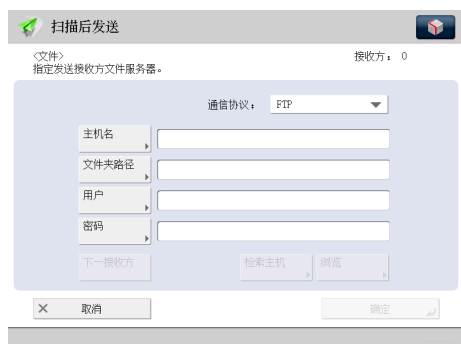 扫描后发送
<文件> 接收方： 0
指定发送接收方文件服务器。
通信协议： FTP
主机名
文件夹路径
用户
密码
下一接收方 检索主机 浏览
取消 确定